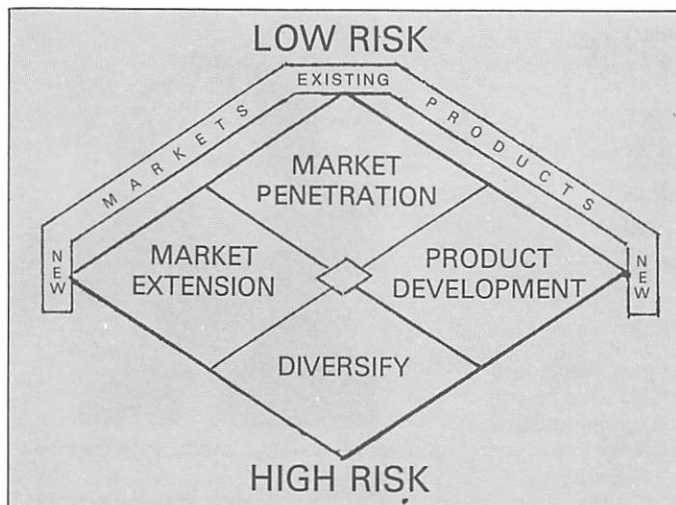 LOW RISK
EXISTING
MARKETS
PRODUCTS
MARKET
PENETRATION
NEW
MARKET
EXTENSION
PRODUCT
DEVELOPMENT
NEW
DIVERSIFY
HIGH RISK